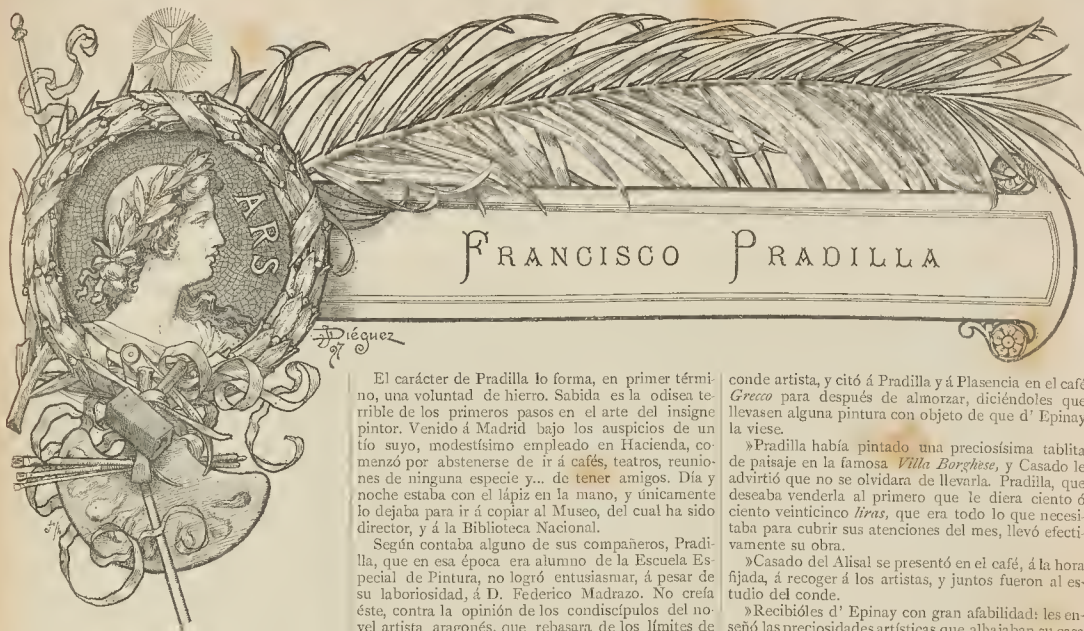 ARS
FRANCISCO PRADILLA
Diéguez
97
El carácter de Pradilla lo forma, en primer térmi-
no, una voluntad de hierro. Sabida es la odisea te-
rrible de los primeros pasos en el arte del insigne
pintor. Venido á Madrid bajo los auspicios de un
tío suyo, modestísimo empleado en Hacienda, co-
menzó por abstenerse de ir á cafés, teatros, reunio-
nes de ninguna especie y... de tener amigos. Día y
noche estaba con el lápiz en la mano, y únicamente
lo dejaba para ir á copiar al Museo, del cual ha sido
director, y á la Biblioteca Nacional.
Según contaba alguno de sus compañeros, Pradi-
lla, que en esa época era alumno de la Escuela Es-
pecial de Pintura, no logró entusiasmar, á pesar de
su laboriosidad, á D. Federico Madrazo. No creía
éste, contra la opinión de los condiscípulos del no-
vel artista aragonés, que rebasara de los límites de
conde artista, y citó á Pradilla y á Plasencia en el café
Grecco para después de almorzar, diciéndoles que
llevasen alguna pintura con objeto de que d' Epinay
la viese.
»Pradilla había pintado una preciosísima tablita
de paisaje en la famosa Villa Borghese, y Casado le
advirtió que no se olvidara de llevarla. Pradilla, que
deseaba venderla al primero que le diera ciento ó
ciento veinticinco liras, que era todo lo que necesi-
taba para cubrir sus atenciones del mes, llevó efecti-
vamente su obra.
»Casado del Alisal se presentó en el café, á la hora
fijada, á recoger á los artistas, y juntos fueron al es-
tudio del conde.
»Recibióles d' Epinay con gran afabilidad: les en-
señó las preciosidades artísticas que alhajaban su casa